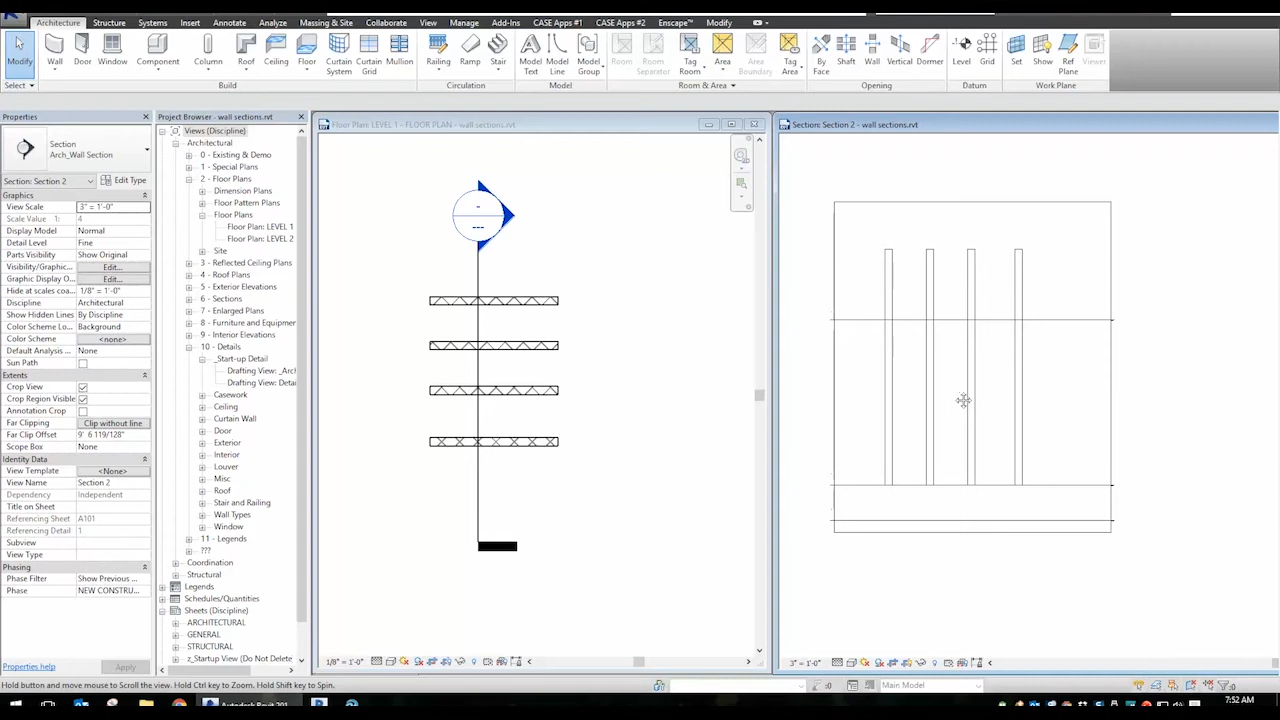 Architecture Structure Systems Insert Annotate Analyze Massing & Site Collaborate View Manage Add-Ins CASE Apps #1 CASE Apps #2 Enscape™ Modify
Modify Wall Door Window Component Column Roof Ceiling Floor Curtain System Curtain Grid Mullion Railing Ramp Stair Model Text Model Line Model Group Room Room Separator Tag Room Area Area Boundary Tag Area By Face Shaft Wall Vertical Dormer Level Grid Set Show Ref Plane Viewer
Select Build Circulation Model Room & Area Opening Datum Work Plane
Properties
Section
Arch_Wall Section
Section: Section 2 Edit Type
Graphics
View Scale 3" = 1'-0"
Scale Value 1: 4
Display Model Normal
Detail Level Fine
Parts Visibility Show Original
Visibility/Graphic... Edit...
Graphic Display O... Edit...
Hide at scales coa... 1/8" = 1'-0"
Discipline Architectural
Show Hidden Lines By Discipline
Color Scheme Lo... Background
Color Scheme <none>
Default Analysis ... None
Sun Path
Extents
Crop View
Crop Region Visible
Annotation Crop
Far Clipping Clip without line
Far Clip Offset 9' 6 119/128"
Scope Box None
Identity Data
View Template <None>
View Name Section 2
Dependency Independent
Title on Sheet
Referencing Sheet A101
Referencing Detail 1
Subview
View Type
Phasing
Phase Filter Show Previous ...
Phase NEW CONSTRU...
Properties help Apply
Project Browser - wall sections.rvt
Views (Discipline)
Architectural
0 - Existing & Demo
1 - Special Plans
2 - Floor Plans
Dimension Plans
Floor Pattern Plans
Floor Plans
Floor Plan: LEVEL 1
Floor Plan: LEVEL 2
Site
3 - Reflected Ceiling Plans
4 - Roof Plans
5 - Exterior Elevations
6 - Sections
7 - Enlarged Plans
8 - Furniture and Equipmer
9 - Interior Elevations
10 - Details
_Start-up Detail
Drafting View: _Arc
Drafting View: Deta
Casework
Ceiling
Curtain Wall
Door
Exterior
Interior
Louver
Misc
Roof
Stair and Railing
Wall Types
Window
11 - Legends
???
Coordination
Structural
Legends
Schedules/Quantities
Sheets (Discipline)
ARCHITECTURAL
GENERAL
STRUCTURAL
z_Startup View (Do Not Delete
Floor Plan: LEVEL 1 - FLOOR PLAN - wall sections.rvt
-
---
1/8" = 1'-0"
Section: Section 2 - wall sections.rvt
3" = 1'-0"
Hold button and move mouse to Scroll the view. Hold Ctrl key to Zoom. Hold Shift key to Spin.
:0 Main Model :0
Autodesk Revit 201
7:52 AM